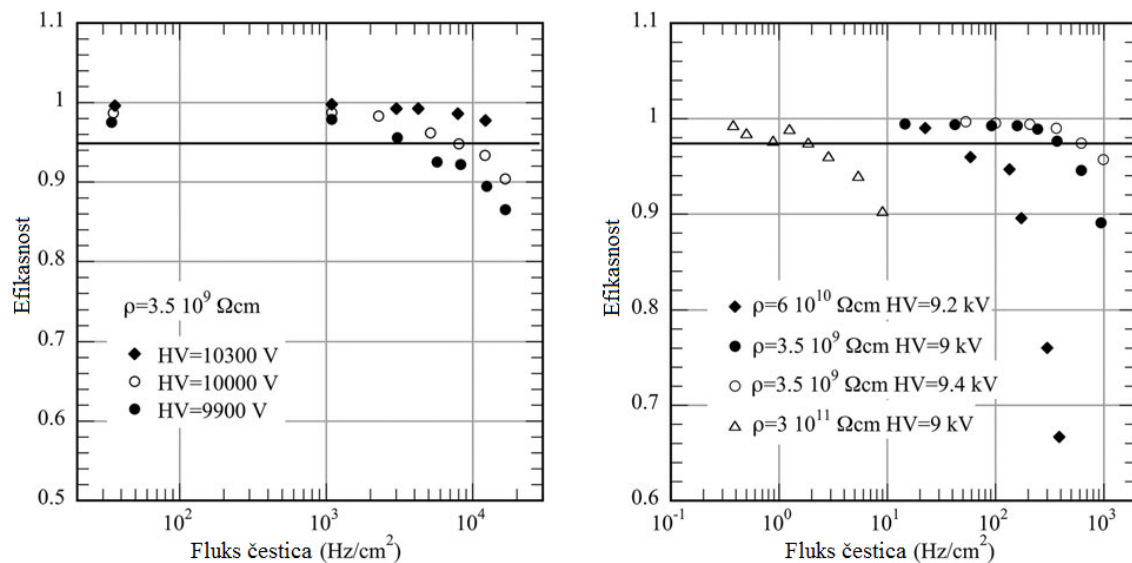 Efikasnost
1.1
1
0.9
0.8
0.7
0.6
0.5
ρ=3.5 10⁹ Ωcm
HV=10300 V
HV=10000 V
HV=9900 V
10² 10³ 10⁴
Fluks čestica (Hz/cm²)
Efikasnost
1.1
1
0.9
0.8
0.7
0.6
ρ=6 10¹⁰ Ωcm HV=9.2 kV
ρ=3.5 10⁹ Ωcm HV=9 kV
ρ=3.5 10⁹ Ωcm HV=9.4 kV
ρ=3 10¹¹ Ωcm HV=9 kV
10⁻¹ 10⁰ 10¹ 10² 10³
Fluks čestica (Hz/cm²)